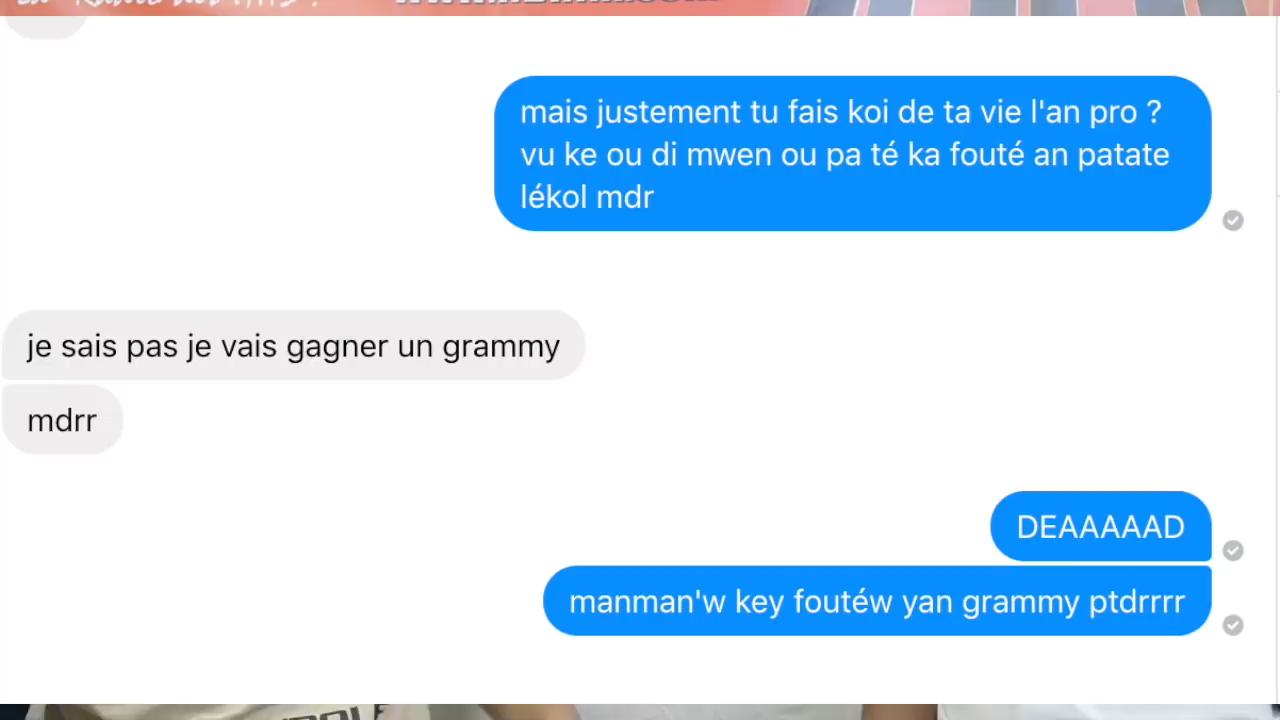 mais justement tu fais koi de ta vie l'an pro ?
vu ke ou di mwen ou pa té ka fouté an patate
lékol mdr
je sais pas je vais gagner un grammy
mdrr
DEAAAAAD
manman'w key foutéw yan grammy ptdrrrr